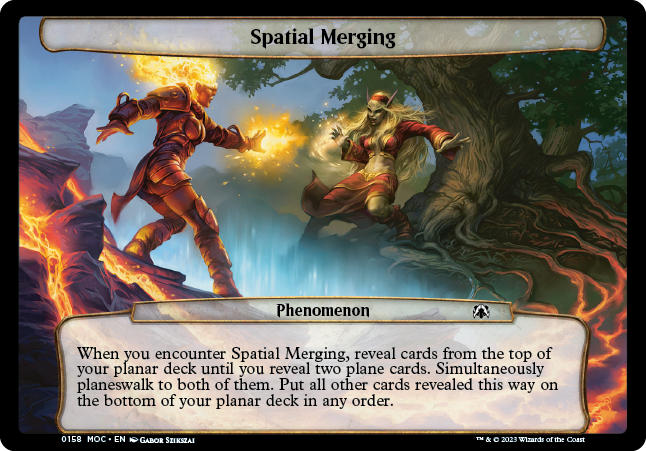 Spatial Merging
Phenomenon
When you encounter Spatial Merging, reveal cards from the top of
your planar deck until you reveal two plane cards. Simultaneously
planeswalk to both of them. Put all other cards revealed this way on
the bottom of your planar deck in any order.
0158 MOC • EN Gabor Szikszai
™ & © 2023 Wizards of the Coast